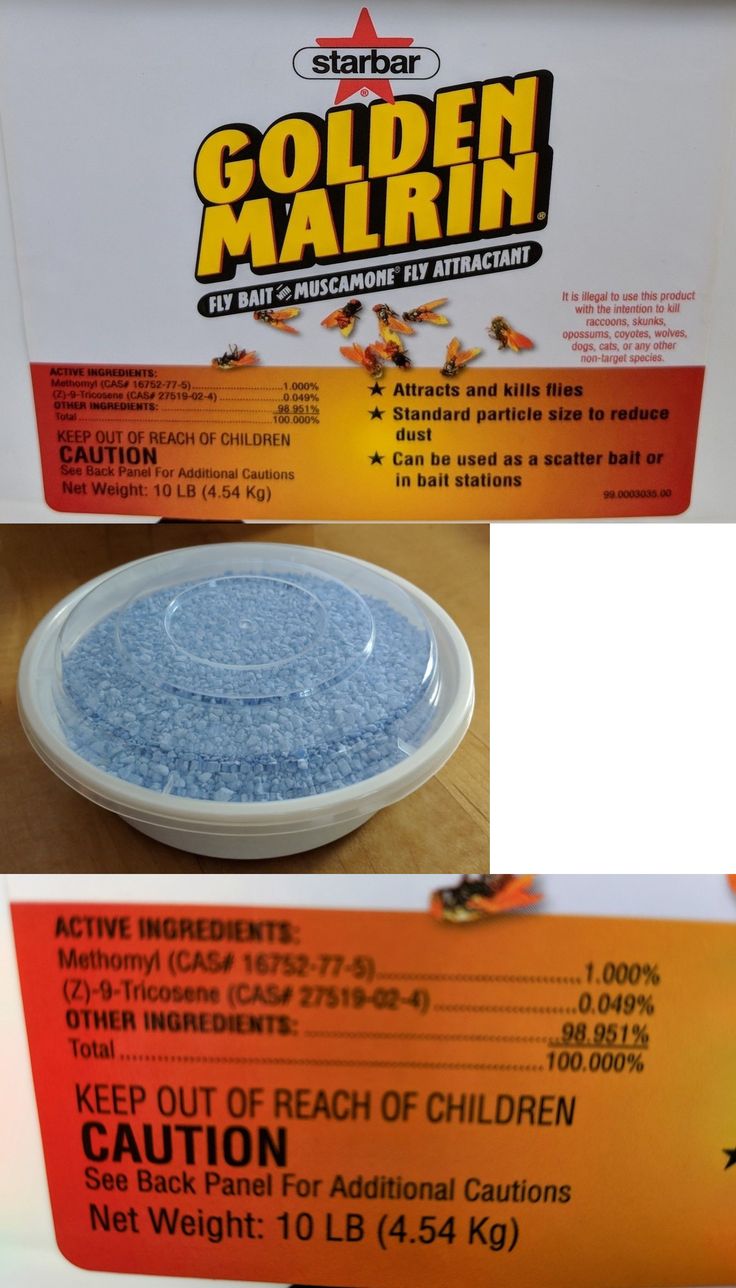 starbar
®
GOLDEN
MALRIN®
FLY BAIT WITH MUSCAMONE® FLY ATTRACTANT
It is illegal to use this product
with the intention to kill
raccoons, skunks,
opossums, coyotes, wolves,
dogs, cats, or any other
non-target species.
ACTIVE INGREDIENTS:
Methomyl (CAS# 16752-77-5)..........1.000%
(Z)-9-Tricosene (CAS# 27519-02-4)..........0.049%
OTHER INGREDIENTS: ..........98.951%
Total..........100.000%
KEEP OUT OF REACH OF CHILDREN
CAUTION
See Back Panel For Additional Cautions
Net Weight: 10 LB (4.54 Kg)
★ Attracts and kills flies
★ Standard particle size to reduce
dust
★ Can be used as a scatter bait or
in bait stations
99.0003035.00
ACTIVE INGREDIENTS:
Methomyl (CAS# 16752-77-5)..........1.000%
(Z)-9-Tricosene (CAS# 27519-02-4)..........0.049%
OTHER INGREDIENTS: ..........98.951%
Total..........100.000%
KEEP OUT OF REACH OF CHILDREN
CAUTION
See Back Panel For Additional Cautions
Net Weight: 10 LB (4.54 Kg)